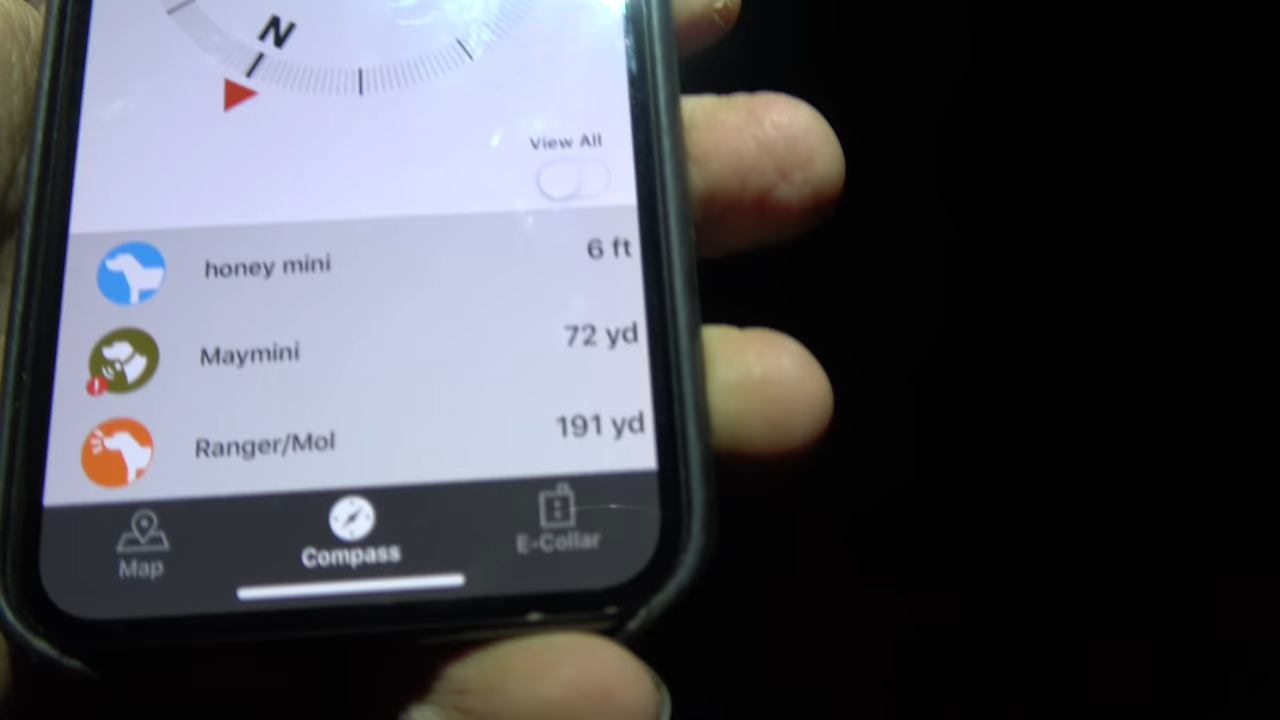 N
View All
honey mini
6 ft
Maymini
72 yd
Ranger/Mol
191 yd
Map
Compass
E-Collar